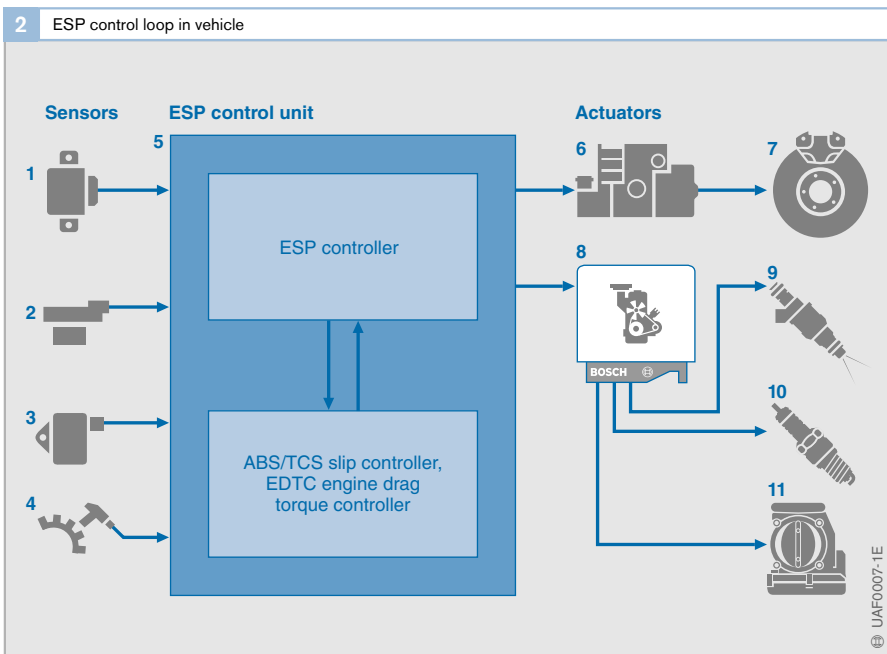 2 ESP control loop in vehicle
Sensors
ESP control unit
Actuators
1
2
3
4
5
ESP controller
ABS/TCS slip controller,
EDTC engine drag
torque controller
6
7
8
BOSCH
9
10
11
UAF0007-1E